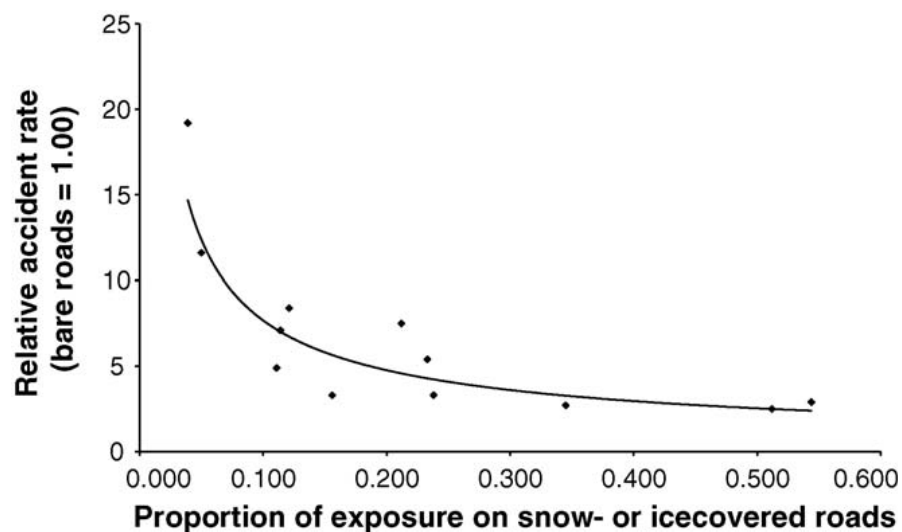 25
20
15
10
5
0
0.000 0.100 0.200 0.300 0.400 0.500 0.600
Relative accident rate
(bare roads = 1.00)
Proportion of exposure on snow- or icecovered roads